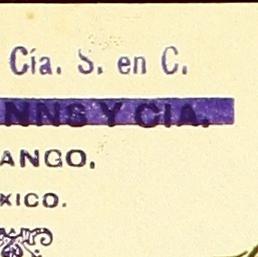 Cía. S. en C.
NNS Y CIA.
ANGO,
XICO.